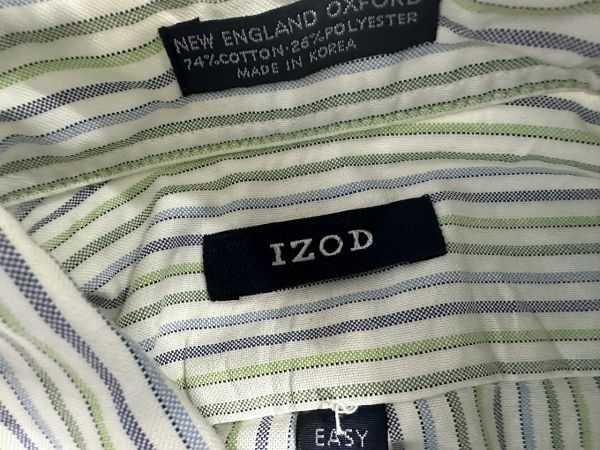 NEW ENGLAND OXFORD
74% COTTON·26% POLYESTER
MADE IN KOREA
IZOD
EASY